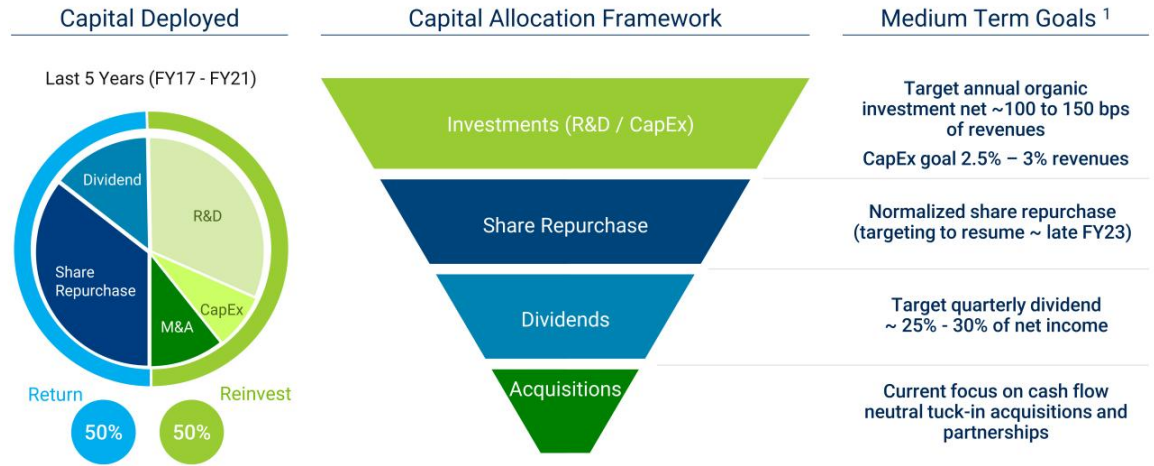 Capital Deployed
Last 5 Years (FY17 - FY21)
Dividend
R&D
Share
Repurchase
CapEx
M&A
Return
Reinvest
50%
50%
Capital Allocation Framework
Investments (R&D / CapEx)
Share Repurchase
Dividends
Acquisitions
Medium Term Goals 1
Target annual organic
investment net ~100 to 150 bps
of revenues
CapEx goal 2.5% – 3% revenues
Normalized share repurchase
(targeting to resume ~ late FY23)
Target quarterly dividend
~ 25% - 30% of net income
Current focus on cash flow
neutral tuck-in acquisitions and
partnerships